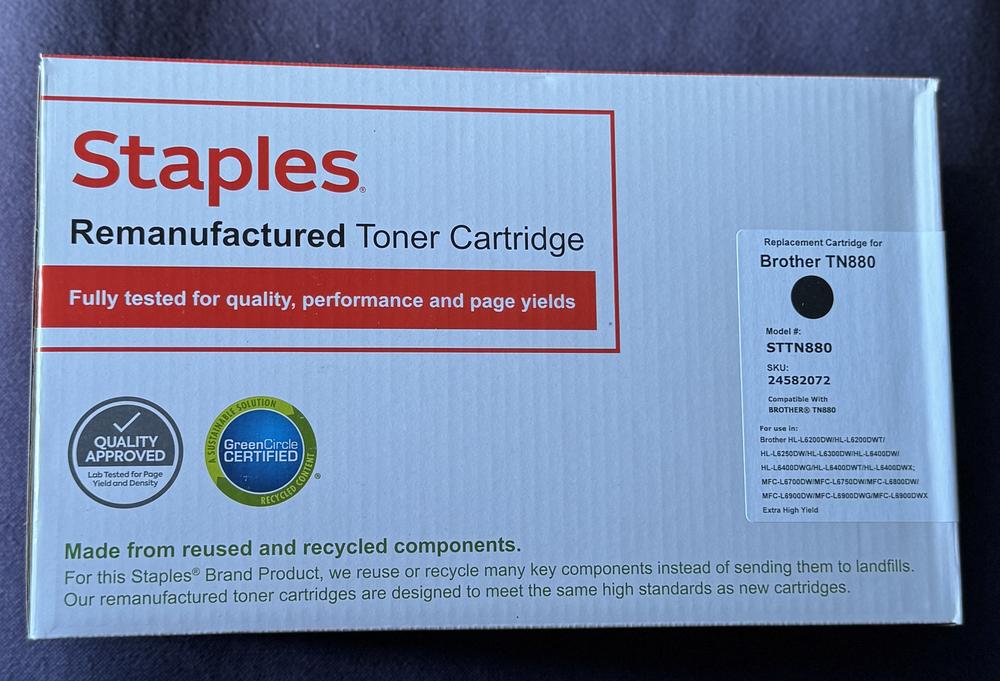 Staples®
Remanufactured Toner Cartridge
Fully tested for quality, performance and page yields
QUALITY
APPROVED
Lab Tested for Page
Yield and Density
A SUSTAINABLE SOLUTION
GreenCircle
CERTIFIED
RECYCLED CONTENT
®
Made from reused and recycled components.
For this Staples® Brand Product, we reuse or recycle many key components instead of sending them to landfills.
Our remanufactured toner cartridges are designed to meet the same high standards as new cartridges.
Replacement Cartridge for
Brother TN880
Model #:
STTN880
SKU:
24582072
Compatible With
BROTHER® TN880
For use in:
Brother HL-L6200DW/HL-L6200DWT/
HL-L6250DW/HL-L6300DW/HL-L6400DW/
HL-L6400DWG/HL-L6400DWT/HL-L6400DWX;
MFC-L6700DW/MFC-L6750DW/MFC-L6800DW/
MFC-L6900DW/MFC-L6900DWG/MFC-L6900DWX
Extra High Yield